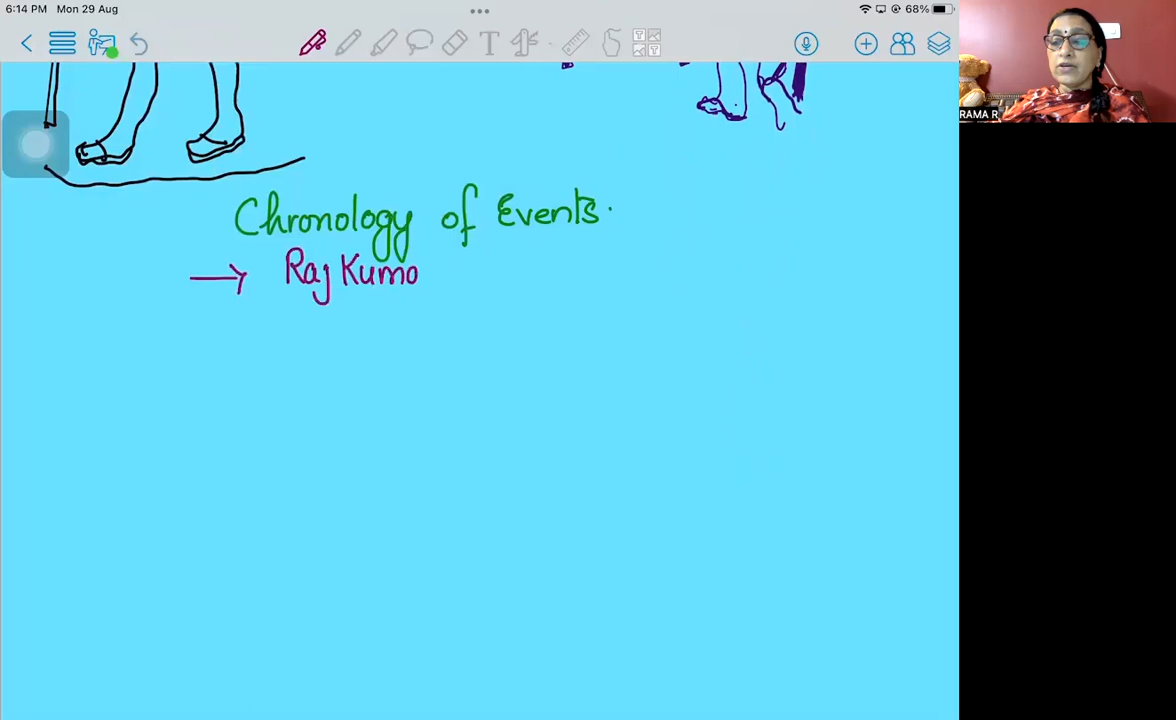 6:14 PM Mon 29 Aug
68%
T
RAMA R
Chronology of Events.
→ Raj Kumo